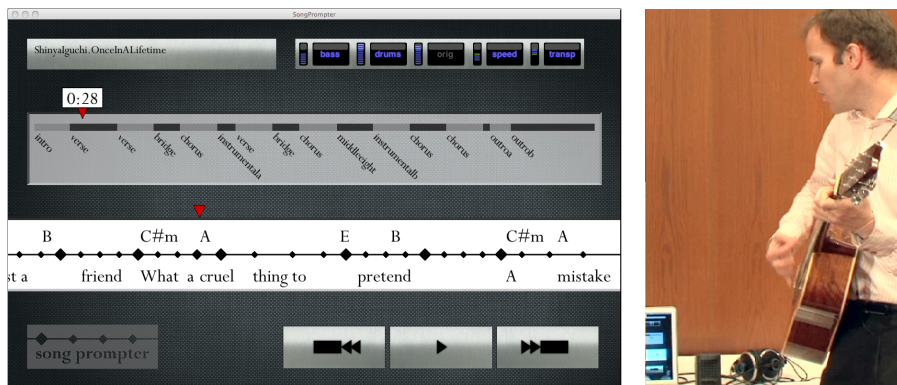 SongPrompter
ShinyaIguchi.OnceInALifetime
bass drums orig speed transp
0:28
intro verse verse bridge chorus instrumentala verse bridge chorus middleeight instrumentalb chorus chorus outroa outrob
B C#m A E B C#m A
st a friend What a cruel thing to pretend A mistake
song prompter